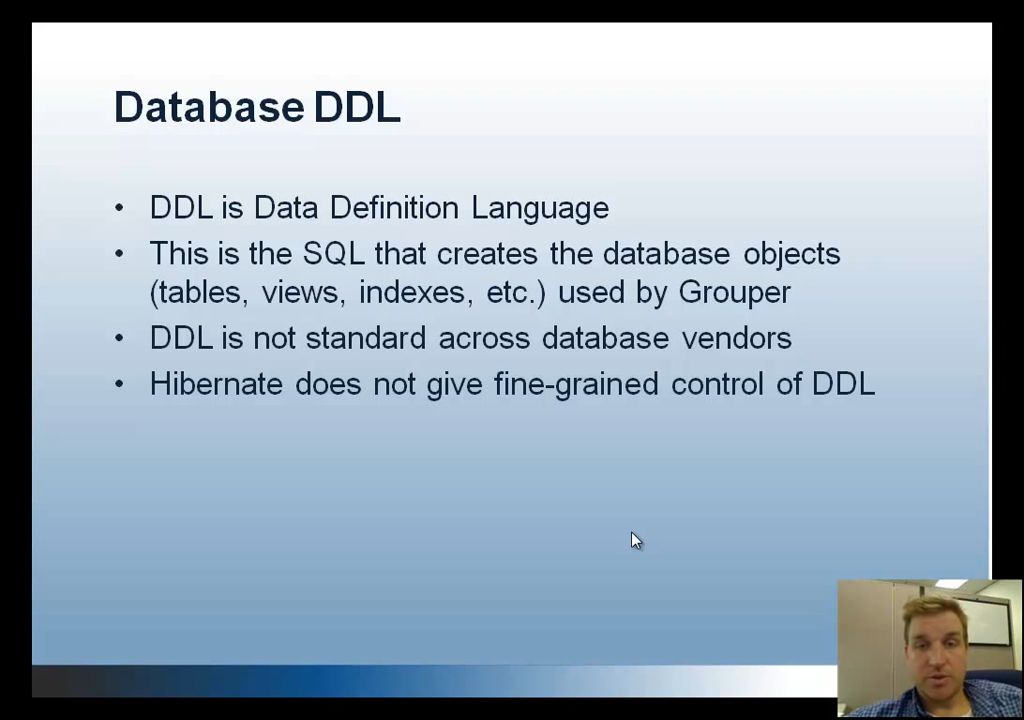 Database DDL
• DDL is Data Definition Language
• This is the SQL that creates the database objects
(tables, views, indexes, etc.) used by Grouper
• DDL is not standard across database vendors
• Hibernate does not give fine-grained control of DDL